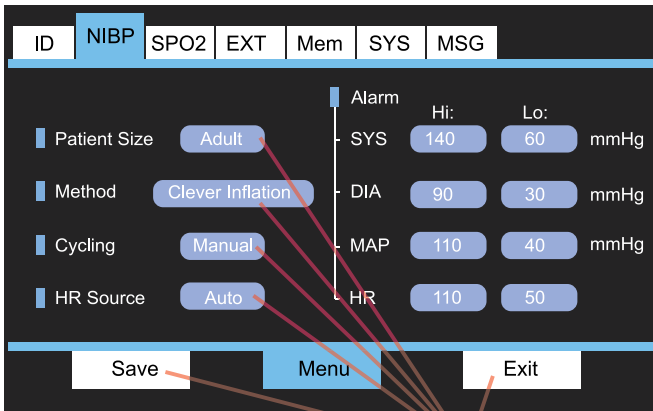 ID NIBP SPO2 EXT Mem SYS MSG
Alarm
Hi: Lo:
Patient Size Adult SYS 140 60 mmHg
Method Clever Inflation DIA 90 30 mmHg
Cycling Manual MAP 110 40 mmHg
HR Source Auto HR 110 50
Save Menu Exit